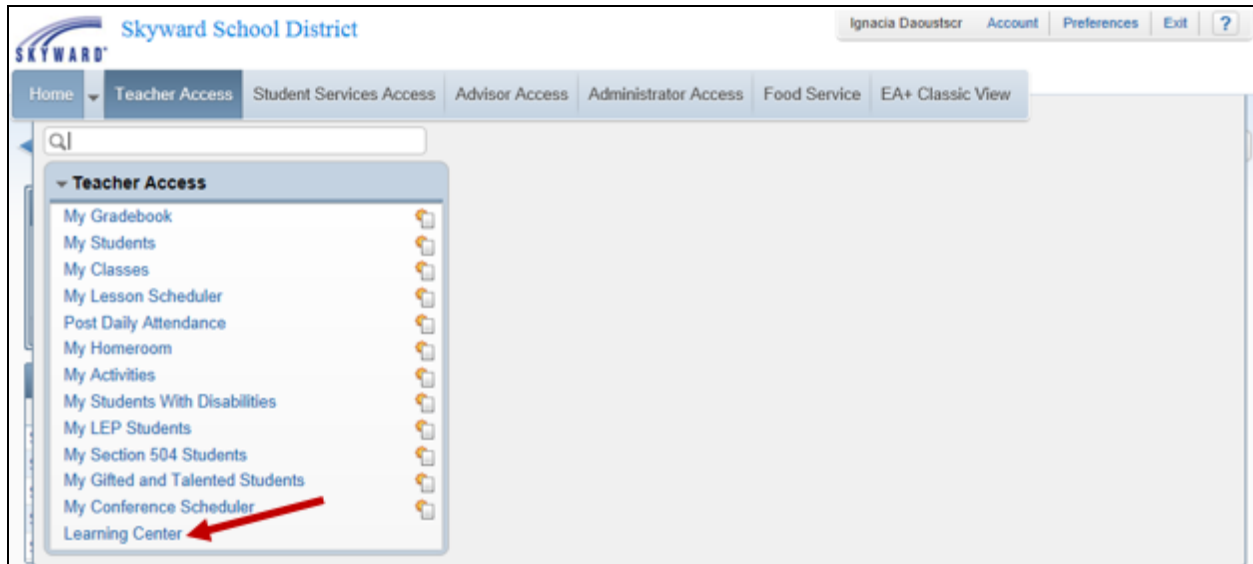 Skyward School District
SKYWARD
Ignacia Daoustscr Account Preferences Exit ?
Home Teacher Access Student Services Access Advisor Access Administrator Access Food Service EA+ Classic View
Teacher Access
My Gradebook
My Students
My Classes
My Lesson Scheduler
Post Daily Attendance
My Homeroom
My Activities
My Students With Disabilities
My LEP Students
My Section 504 Students
My Gifted and Talented Students
My Conference Scheduler
Learning Center